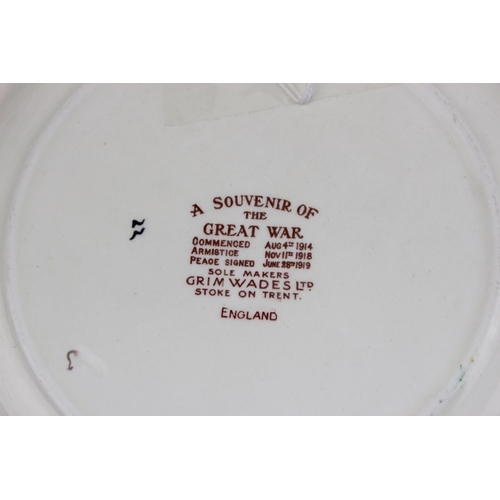 A SOUVENIR OF
THE
GREAT WAR
COMMENCED AUG 4TH 1914
ARMISTICE NOV 11TH 1918
PEACE SIGNED JUNE 28TH 1919
SOLE MAKERS
GRIMWADES LTD
STOKE ON TRENT.
ENGLAND